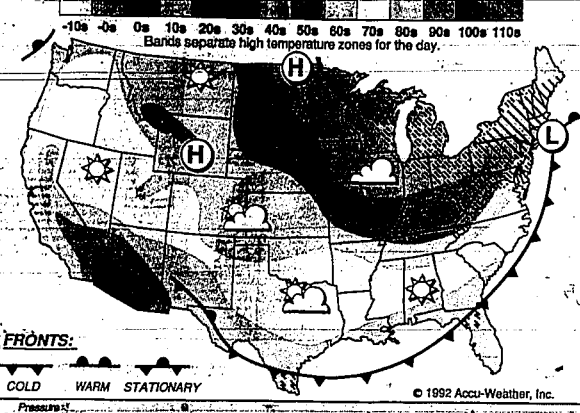 -10s -0s 0s 10s 20s 30s 40s 50s 60s 70s 80s 90s 100s 110s
Bands separate high temperature zones for the day.
H
L
H
FRONTS:
COLD WARM STATIONARY
© 1992 Accu-Weather, Inc.
Pressure: